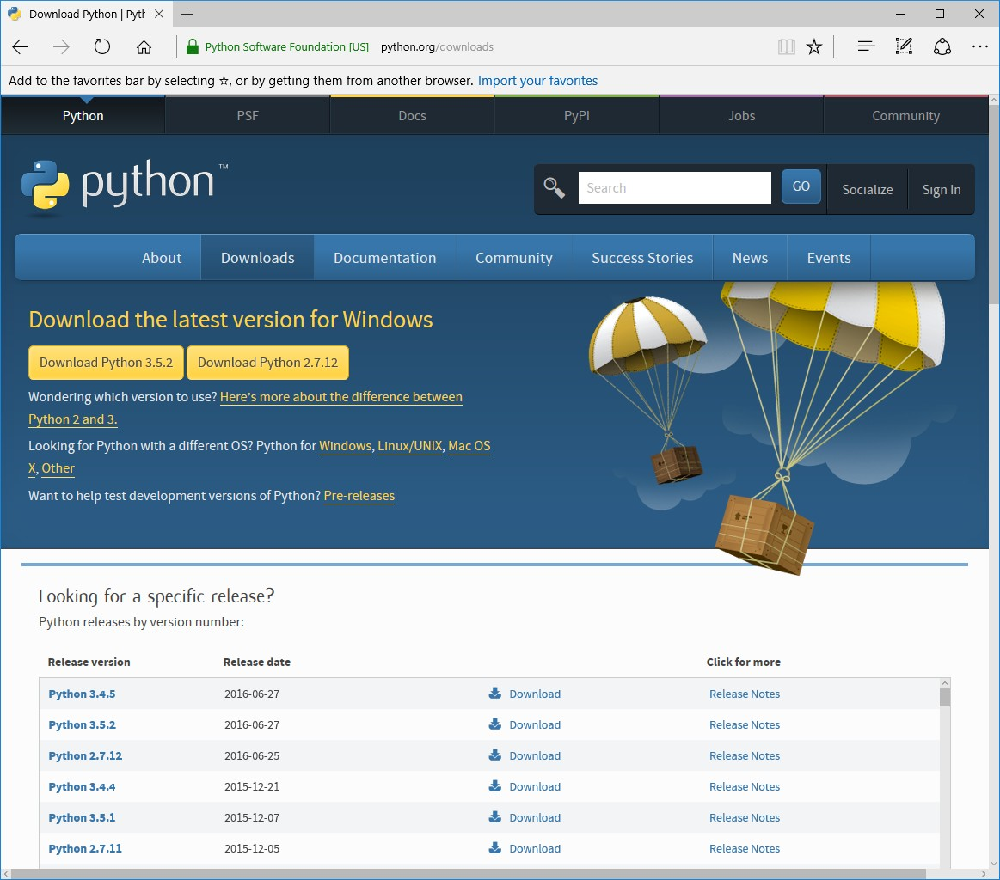 Download Python | Pyth
Python Software Foundation [US] python.org/downloads
Add to the favorites bar by selecting ☆, or by getting them from another browser. Import your favorites
Python PSF Docs PyPI Jobs Community
python™
Search GO Socialize Sign In
About Downloads Documentation Community Success Stories News Events
Download the latest version for Windows
Download Python 3.5.2 Download Python 2.7.12
Wondering which version to use? Here's more about the difference between
Python 2 and 3.
Looking for Python with a different OS? Python for Windows, Linux/UNIX, Mac OS
X, Other
Want to help test development versions of Python? Pre-releases
Looking for a specific release?
Python releases by version number:
Release version Release date Click for more
Python 3.4.5 2016-06-27 Download Release Notes
Python 3.5.2 2016-06-27 Download Release Notes
Python 2.7.12 2016-06-25 Download Release Notes
Python 3.4.4 2015-12-21 Download Release Notes
Python 3.5.1 2015-12-07 Download Release Notes
Python 2.7.11 2015-12-05 Download Release Notes